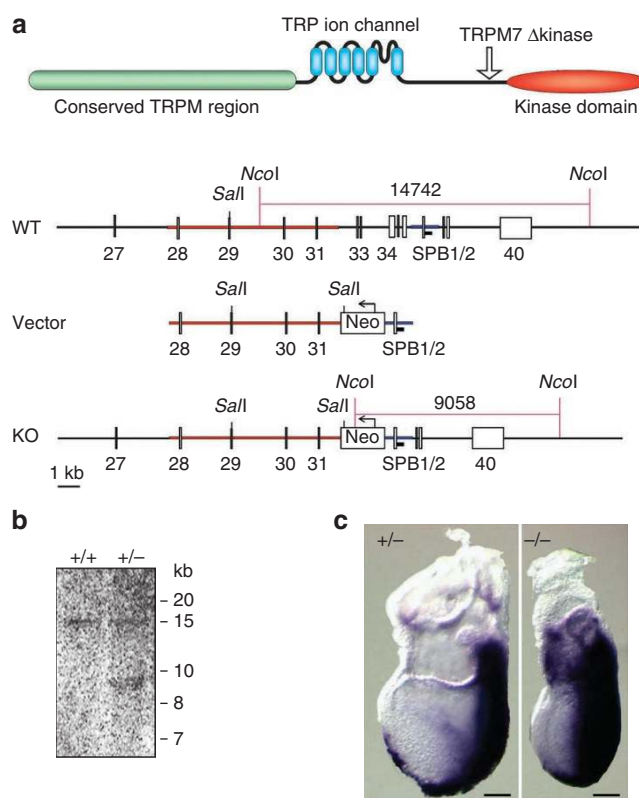 a
TRP ion channel
TRPM7 Δkinase
Conserved TRPM region
Kinase domain
NcoI 14742 NcoI
SalI
WT
27 28 29 30 31 33 34 SPB1/2 40
SalI SalI
Vector Neo
28 29 30 31 SPB1/2
NcoI 9058 NcoI
SalI SalI
KO Neo
27 28 29 30 31 SPB1/2 40
1 kb
b
+/+ +/–
kb
20
15
10
8
7
c
+/– –/–